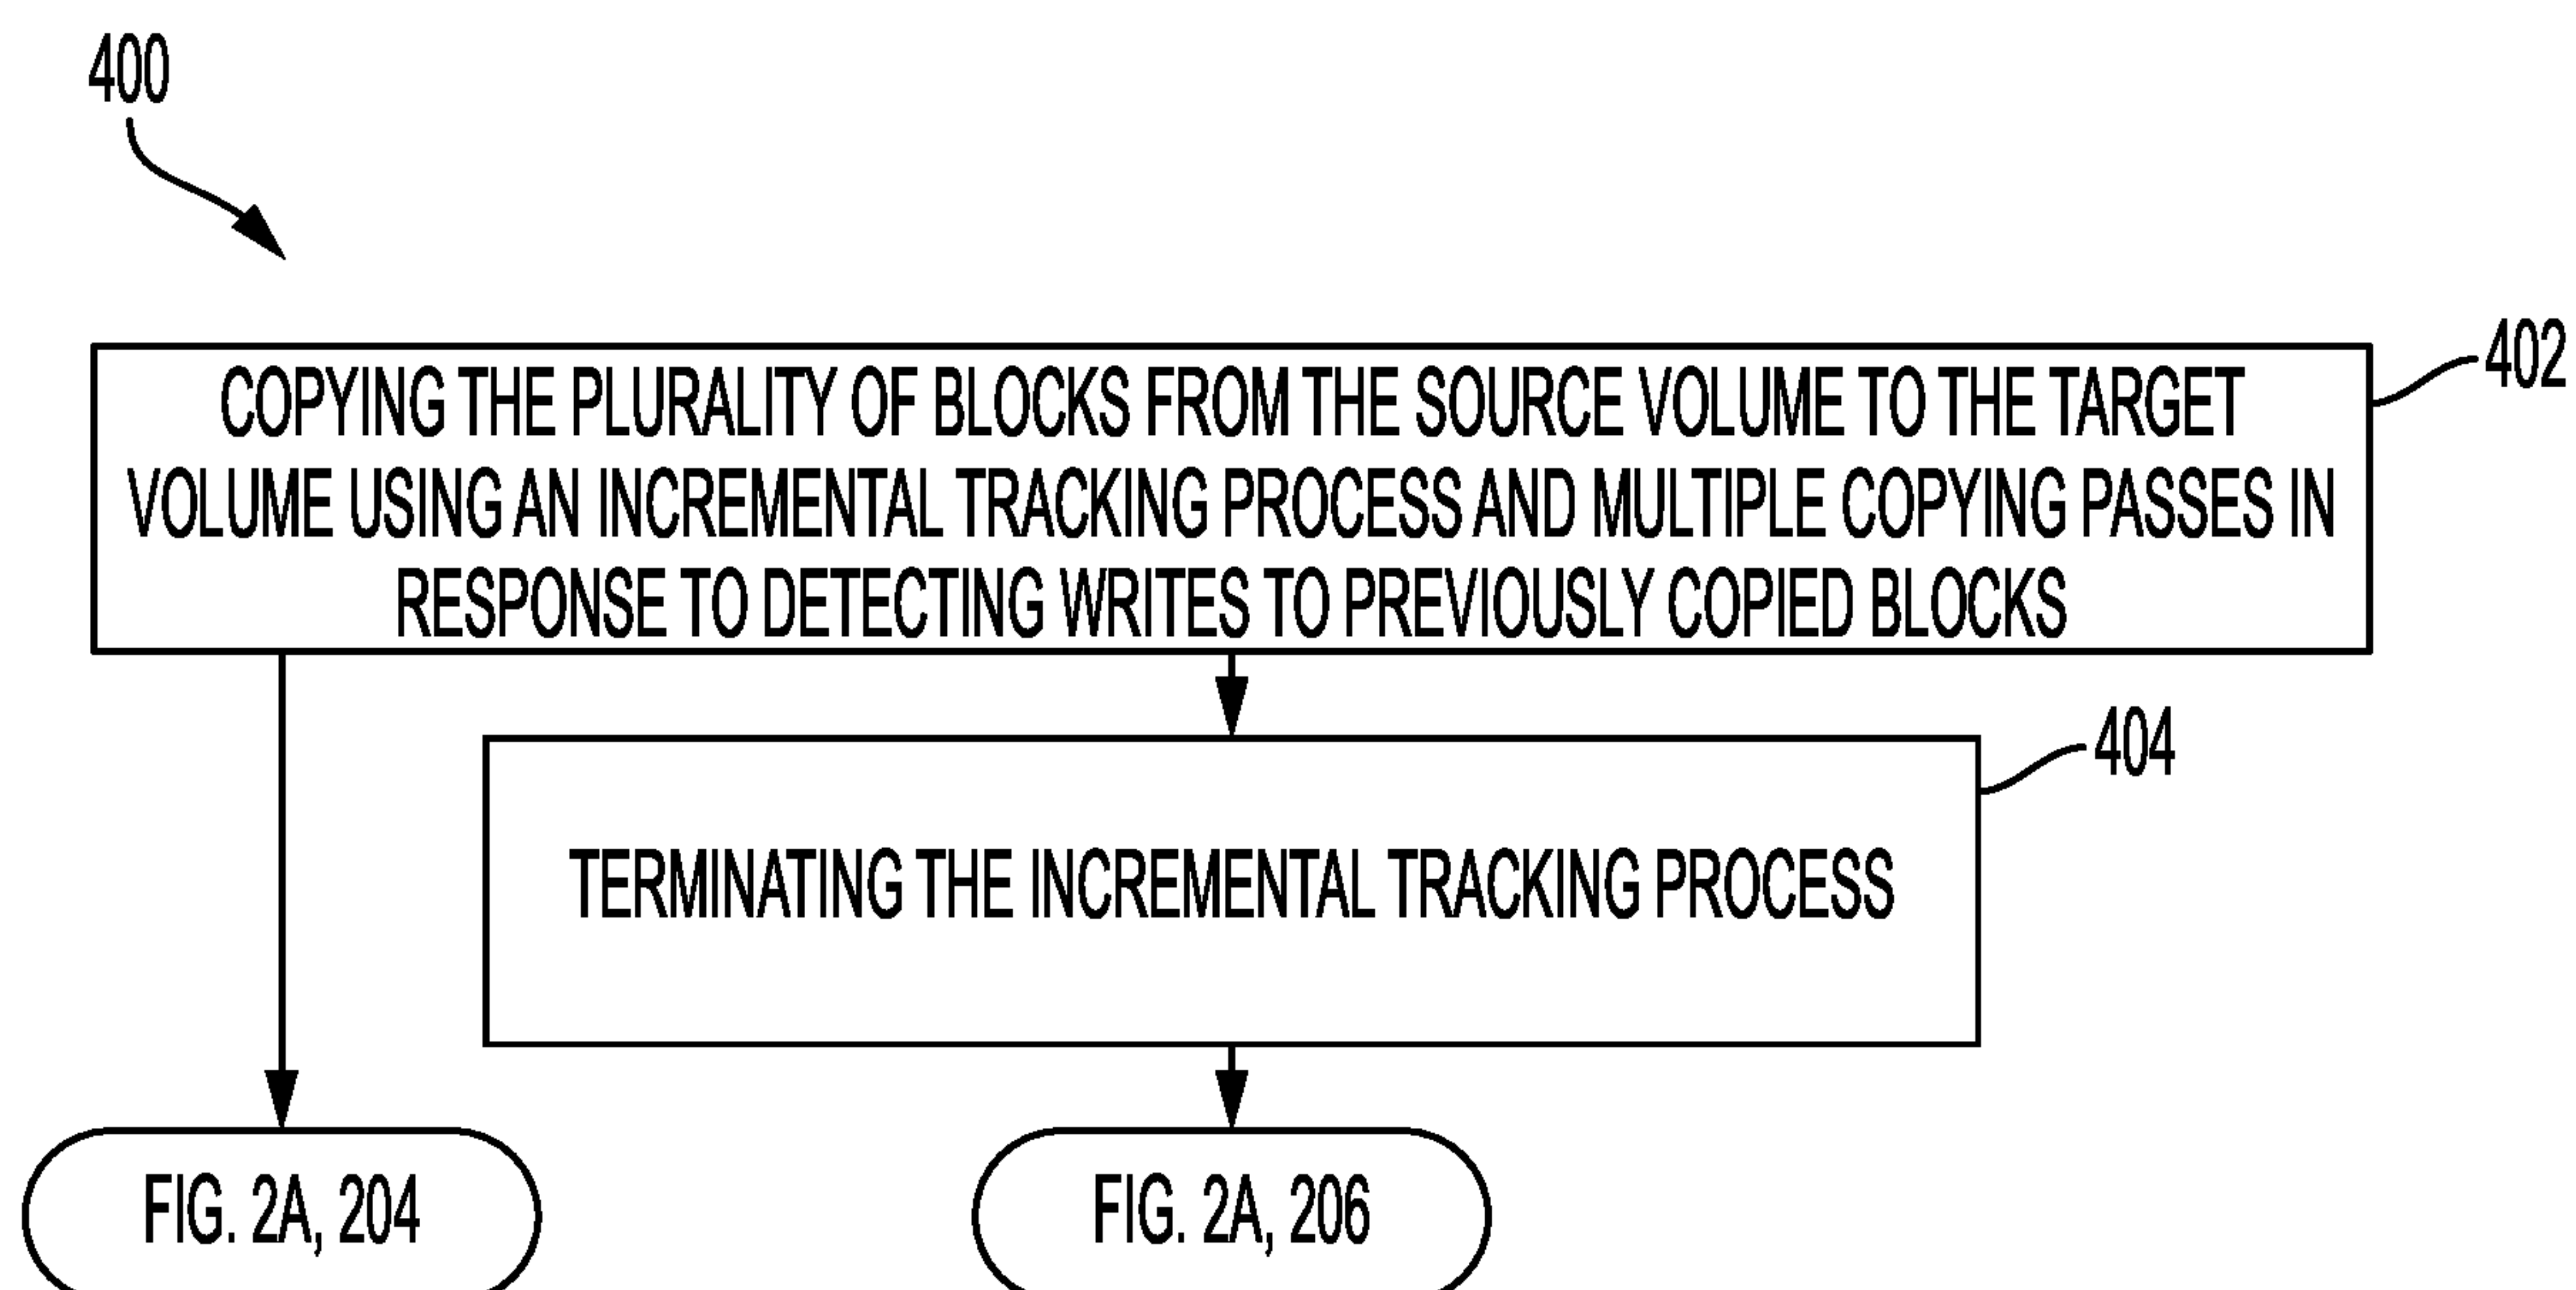 400
402
COPYING THE PLURALITY OF BLOCKS FROM THE SOURCE VOLUME TO THE TARGET
VOLUME USING AN INCREMENTAL TRACKING PROCESS AND MULTIPLE COPYING PASSES IN
RESPONSE TO DETECTING WRITES TO PREVIOUSLY COPIED BLOCKS
404
TERMINATING THE INCREMENTAL TRACKING PROCESS
FIG. 2A, 204
FIG. 2A, 206